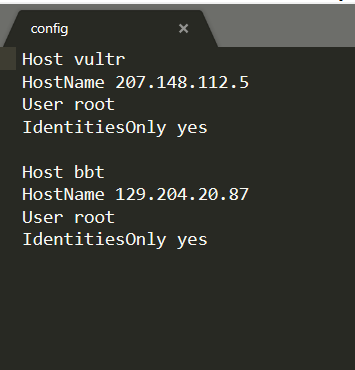 config
Host vultr
HostName 207.148.112.5
User root
IdentitiesOnly yes
Host bbt
HostName 129.204.20.87
User root
IdentitiesOnly yes